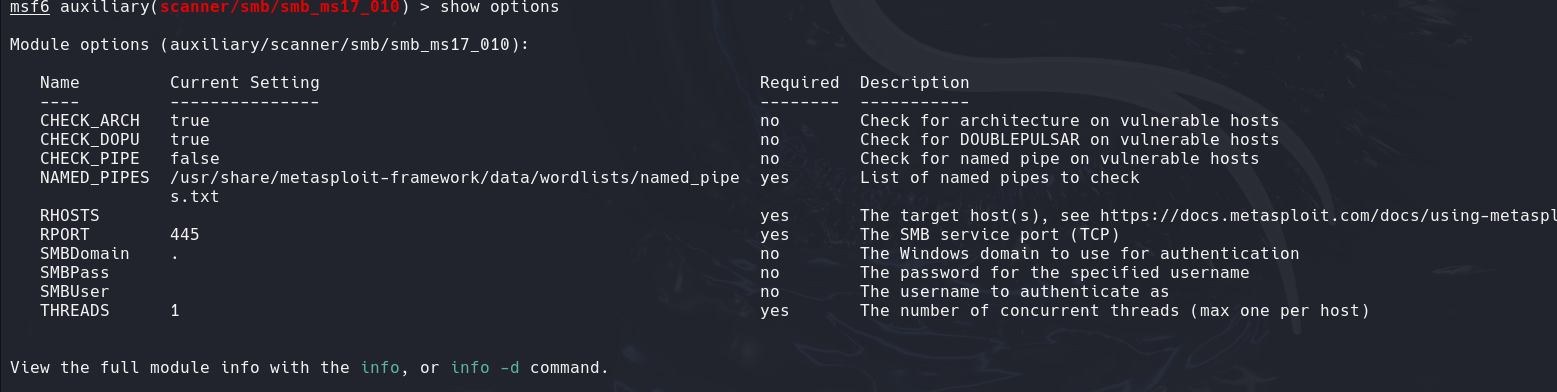 msf6 auxiliary(scanner/smb/smb_ms17_010) > show options
Module options (auxiliary/scanner/smb/smb_ms17_010):
Name Current Setting Required Description
---- --------------- -------- -----------
CHECK_ARCH true no Check for architecture on vulnerable hosts
CHECK_DOPU true no Check for DOUBLEPULSAR on vulnerable hosts
CHECK_PIPE false no Check for named pipe on vulnerable hosts
NAMED_PIPES /usr/share/metasploit-framework/data/wordlists/named_pipe yes List of named pipes to check
s.txt
RHOSTS yes The target host(s), see https://docs.metasploit.com/docs/using-metaspl
RPORT 445 yes The SMB service port (TCP)
SMBDomain . no The Windows domain to use for authentication
SMBPass no The password for the specified username
SMBUser no The username to authenticate as
THREADS 1 yes The number of concurrent threads (max one per host)
View the full module info with the info, or info -d command.